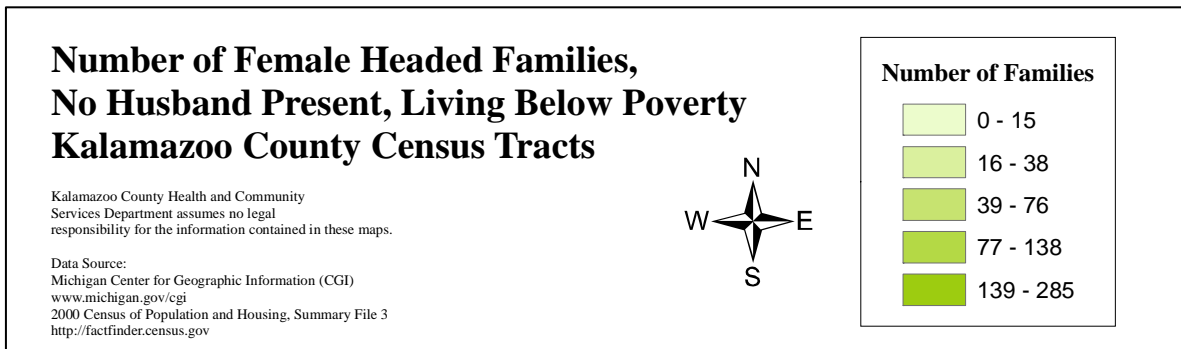 Number of Female Headed Families,
No Husband Present, Living Below Poverty
Kalamazoo County Census Tracts
Kalamazoo County Health and Community
Services Department assumes no legal
responsibility for the information contained in these maps.
Data Source:
Michigan Center for Geographic Information (CGI)
www.michigan.gov/cgi
2000 Census of Population and Housing, Summary File 3
http://factfinder.census.gov
N
W E
S
Number of Families
0 - 15
16 - 38
39 - 76
77 - 138
139 - 285